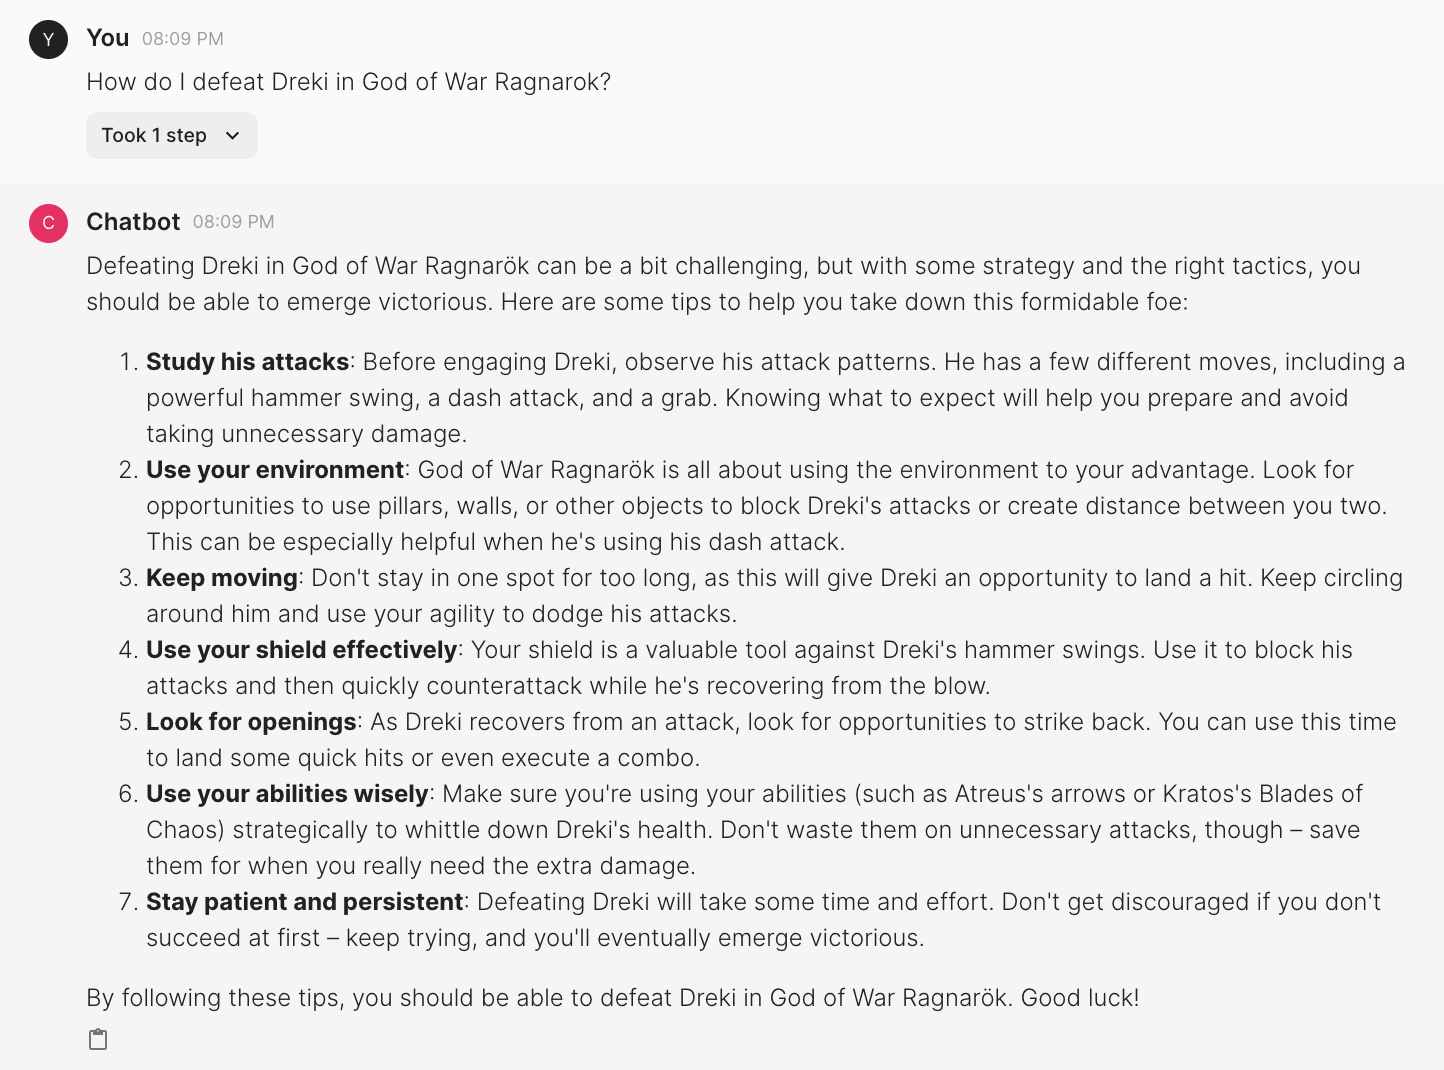 Y
You 08:09 PM
How do I defeat Dreki in God of War Ragnarok?
Took 1 step
C
Chatbot 08:09 PM
Defeating Dreki in God of War Ragnarök can be a bit challenging, but with some strategy and the right tactics, you
should be able to emerge victorious. Here are some tips to help you take down this formidable foe:
1. Study his attacks: Before engaging Dreki, observe his attack patterns. He has a few different moves, including a
powerful hammer swing, a dash attack, and a grab. Knowing what to expect will help you prepare and avoid
taking unnecessary damage.
2. Use your environment: God of War Ragnarök is all about using the environment to your advantage. Look for
opportunities to use pillars, walls, or other objects to block Dreki's attacks or create distance between you two.
This can be especially helpful when he's using his dash attack.
3. Keep moving: Don't stay in one spot for too long, as this will give Dreki an opportunity to land a hit. Keep circling
around him and use your agility to dodge his attacks.
4. Use your shield effectively: Your shield is a valuable tool against Dreki's hammer swings. Use it to block his
attacks and then quickly counterattack while he's recovering from the blow.
5. Look for openings: As Dreki recovers from an attack, look for opportunities to strike back. You can use this time
to land some quick hits or even execute a combo.
6. Use your abilities wisely: Make sure you're using your abilities (such as Atreus's arrows or Kratos's Blades of
Chaos) strategically to whittle down Dreki's health. Don't waste them on unnecessary attacks, though – save
them for when you really need the extra damage.
7. Stay patient and persistent: Defeating Dreki will take some time and effort. Don't get discouraged if you don't
succeed at first – keep trying, and you'll eventually emerge victorious.
By following these tips, you should be able to defeat Dreki in God of War Ragnarök. Good luck!